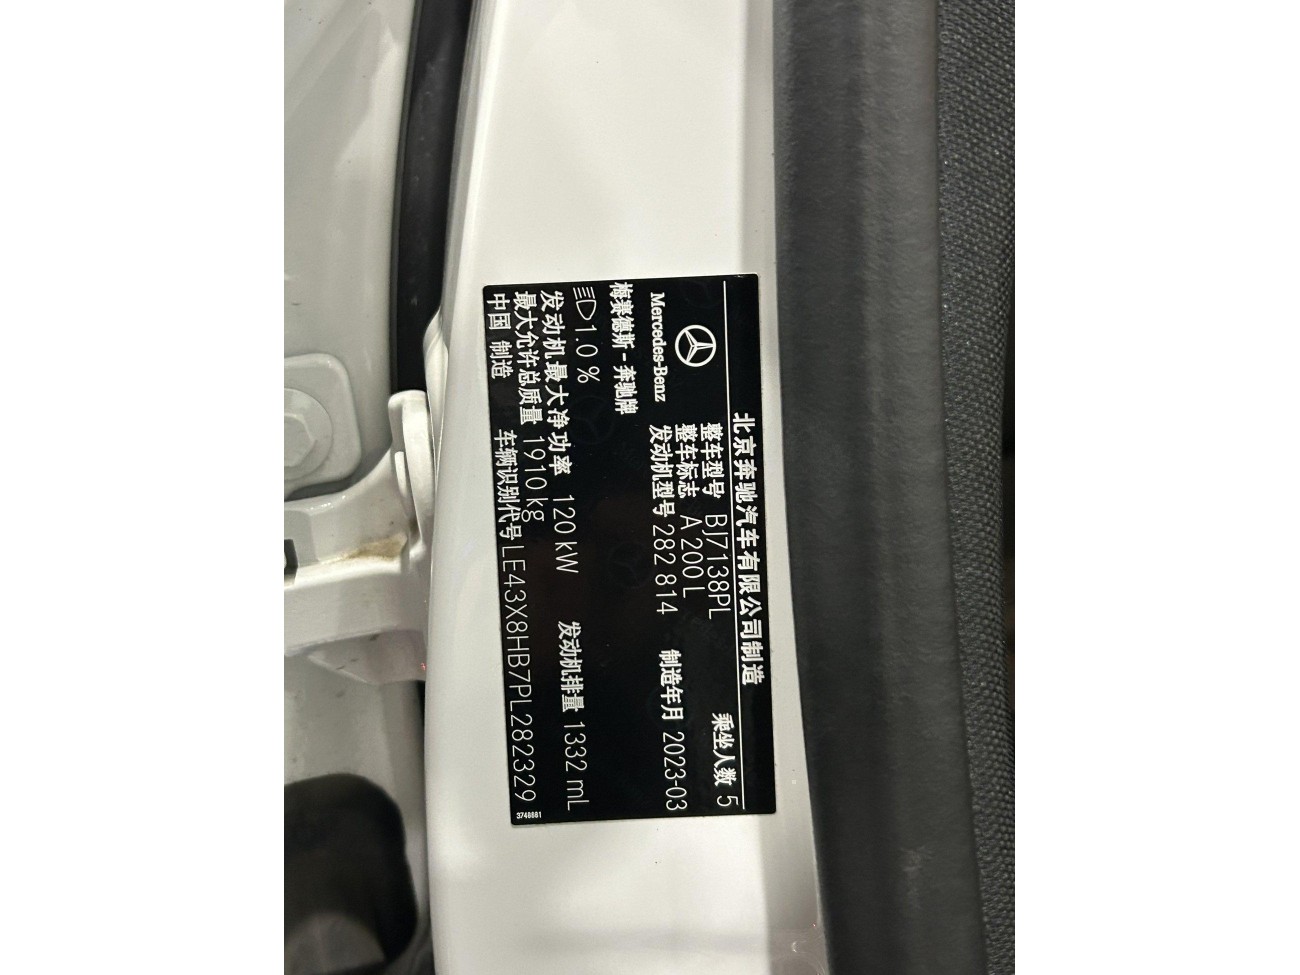 北京奔驰汽车有限公司制造
整车型号 BJ7138PL 乘坐人数 5
整车标志 A 200 L
Mercedes-Benz 发动机型号 282 814 制造年月 2023-03
梅赛德斯-奔驰牌
1.0 %
发动机最大净功率 120 kW 发动机排量 1332 mL
最大允许总质量 1910 kg
中国 制造 车辆识别代号 LE43X8HB7PL282329
3748881